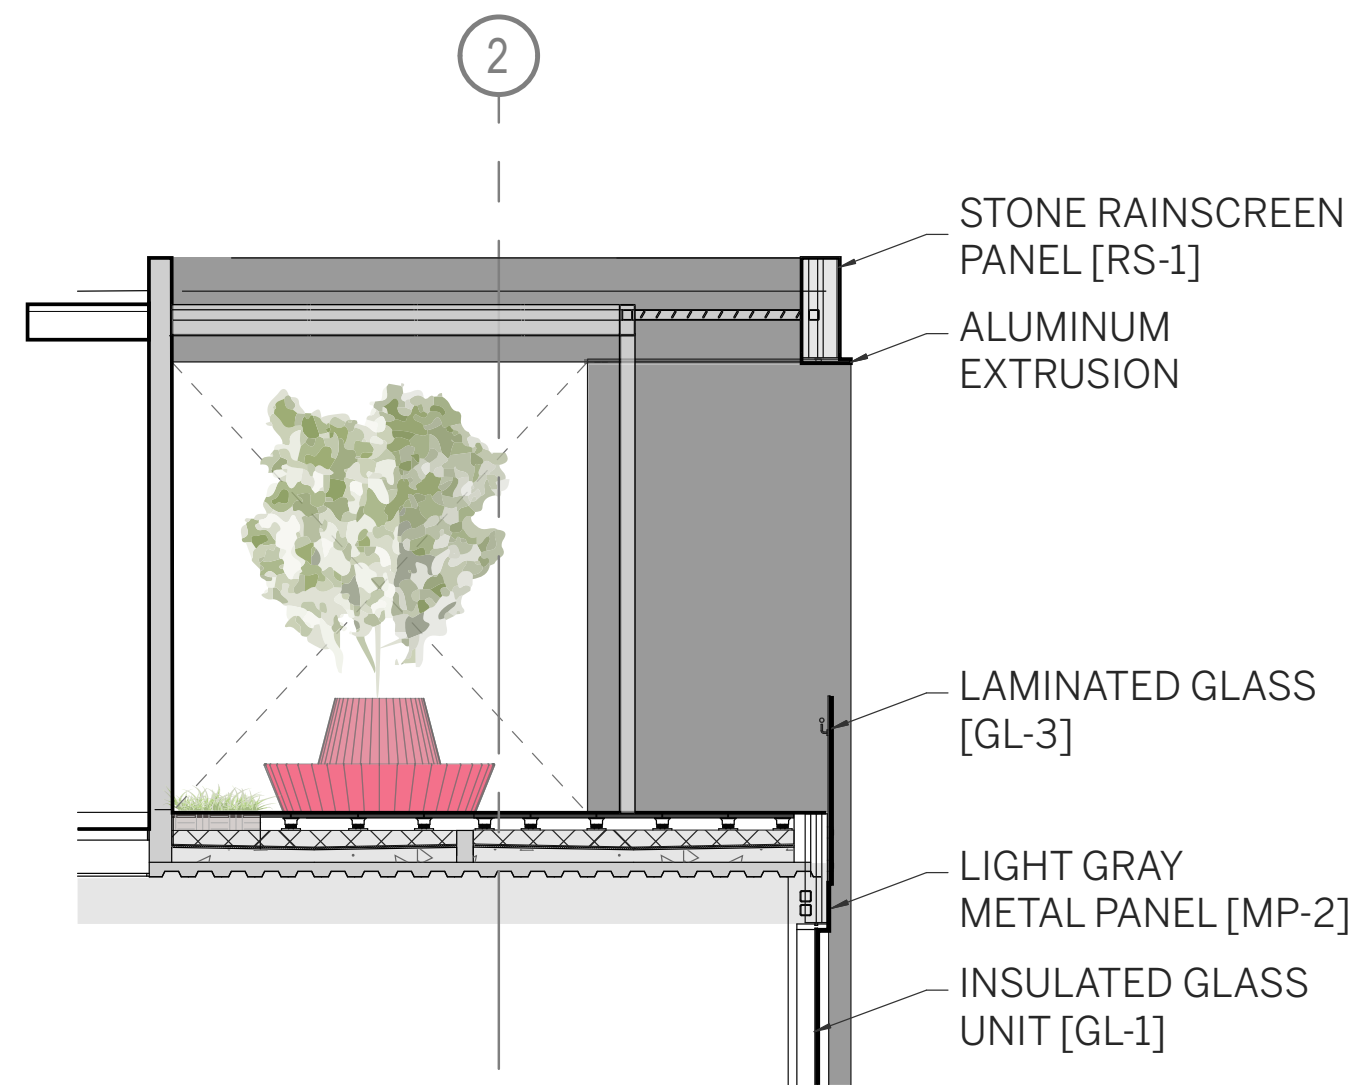 2
STONE RAINSCREEN
PANEL [RS-1]
ALUMINUM
EXTRUSION
LAMINATED GLASS
[GL-3]
LIGHT GRAY
METAL PANEL [MP-2]
INSULATED GLASS
UNIT [GL-1]